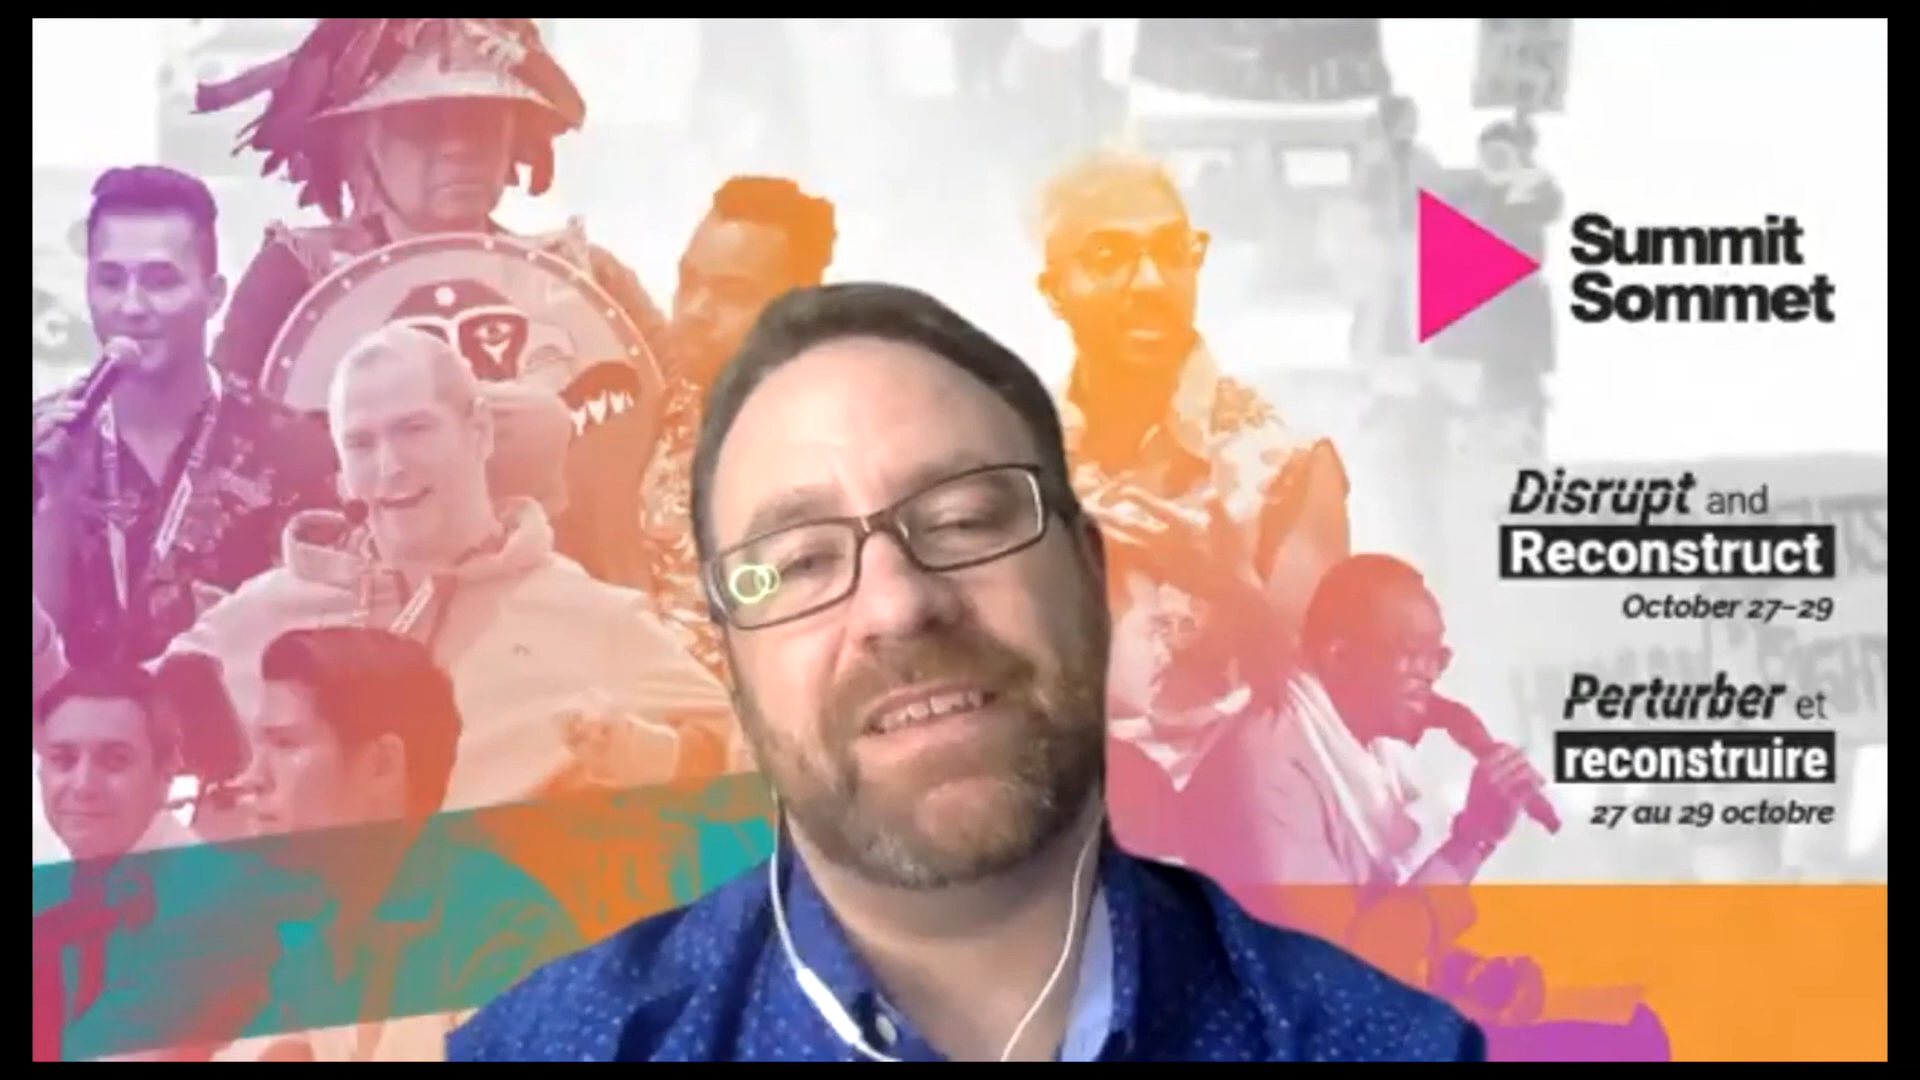 Summit
Sommet
Disrupt and
Reconstruct
October 27–29
Perturber et
reconstruire
27 au 29 octobre